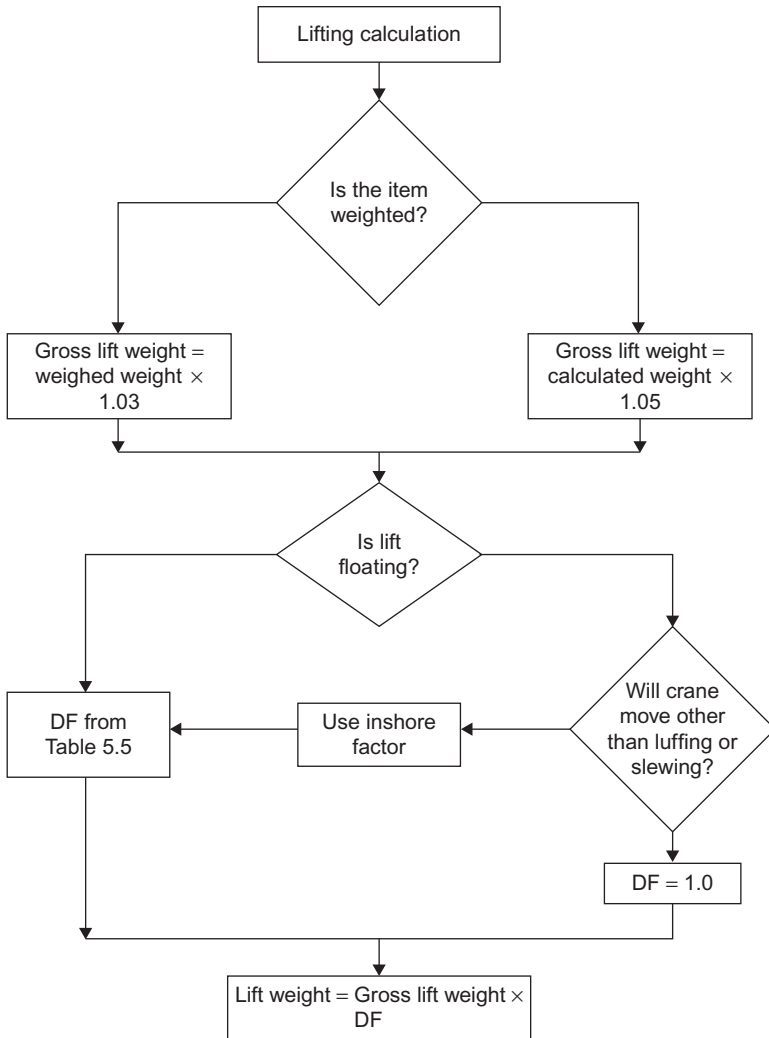 Lifting calculation
Is the item
weighted?
Gross lift weight =
weighed weight ×
1.03
Gross lift weight =
calculated weight ×
1.05
Is lift
floating?
DF from
Table 5.5
Use inshore
factor
Will crane
move other
than luffing or
slewing?
DF = 1.0
Lift weight = Gross lift weight ×
DF